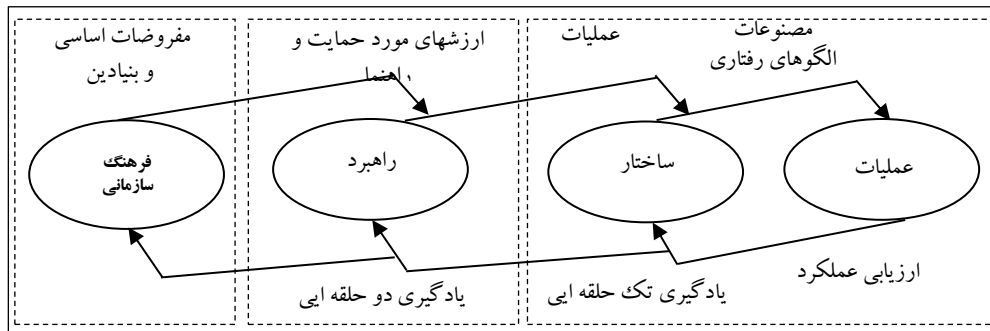 مفروضات اساسی
و بنیادین
ارزشهای مورد حمایت و
راهنما
عملیات
مصنوعات
الگوهای رفتاری
فرهنگ
سازمانی
راهبرد
ساختار
عملیات
یادگیری دو حلقه ایی
یادگیری تک حلقه ایی
ارزیابی عملکرد